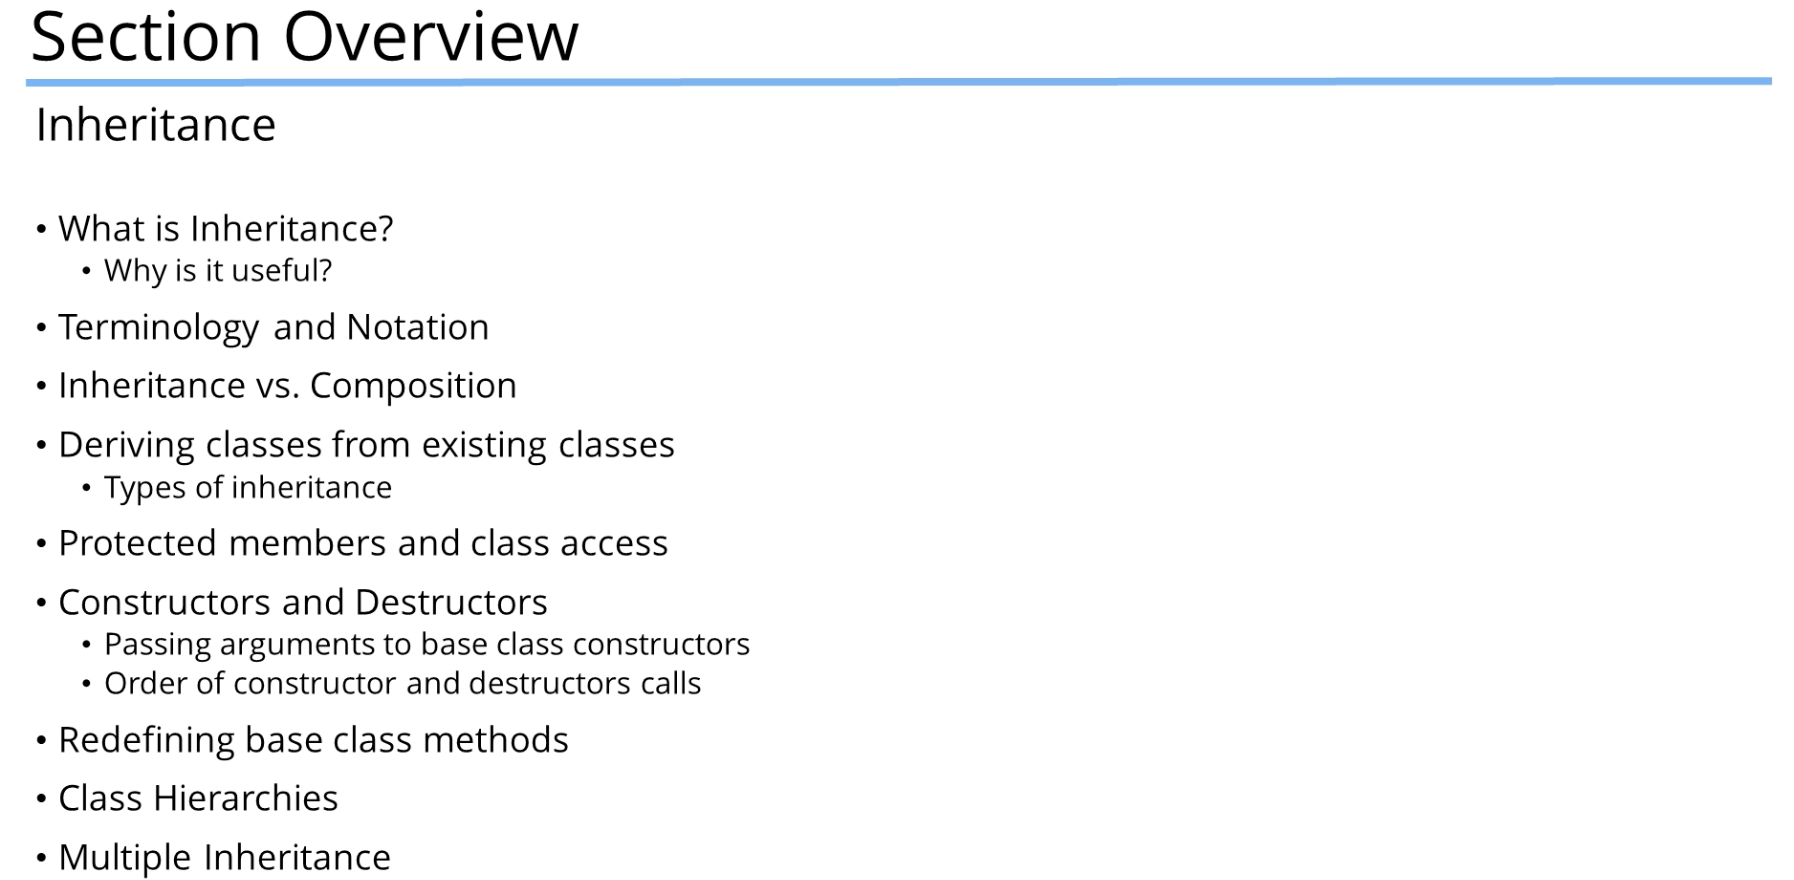 Section Overview
Inheritance
• What is Inheritance?
• Why is it useful?
• Terminology and Notation
• Inheritance vs. Composition
• Deriving classes from existing classes
• Types of inheritance
• Protected members and class access
• Constructors and Destructors
• Passing arguments to base class constructors
• Order of constructor and destructors calls
• Redefining base class methods
• Class Hierarchies
• Multiple Inheritance